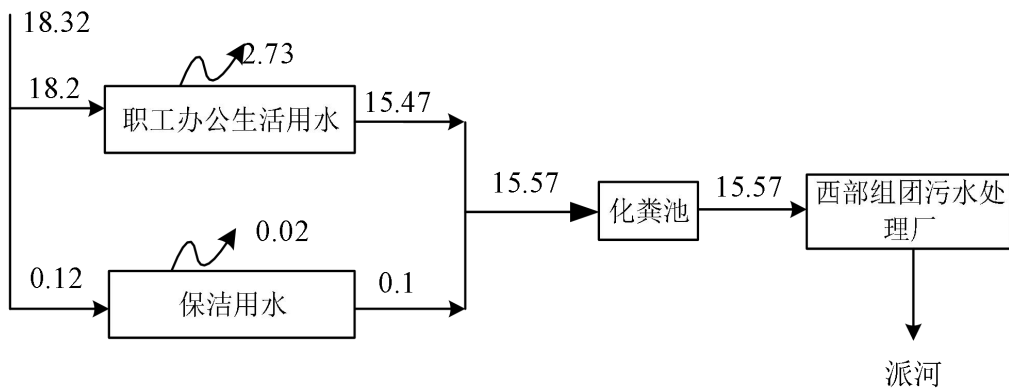 18.32
2.73
18.2
职工办公生活用水
15.47
15.57
化粪池
15.57
西部组团污水处
理厂
0.02
0.12
保洁用水
0.1
派河